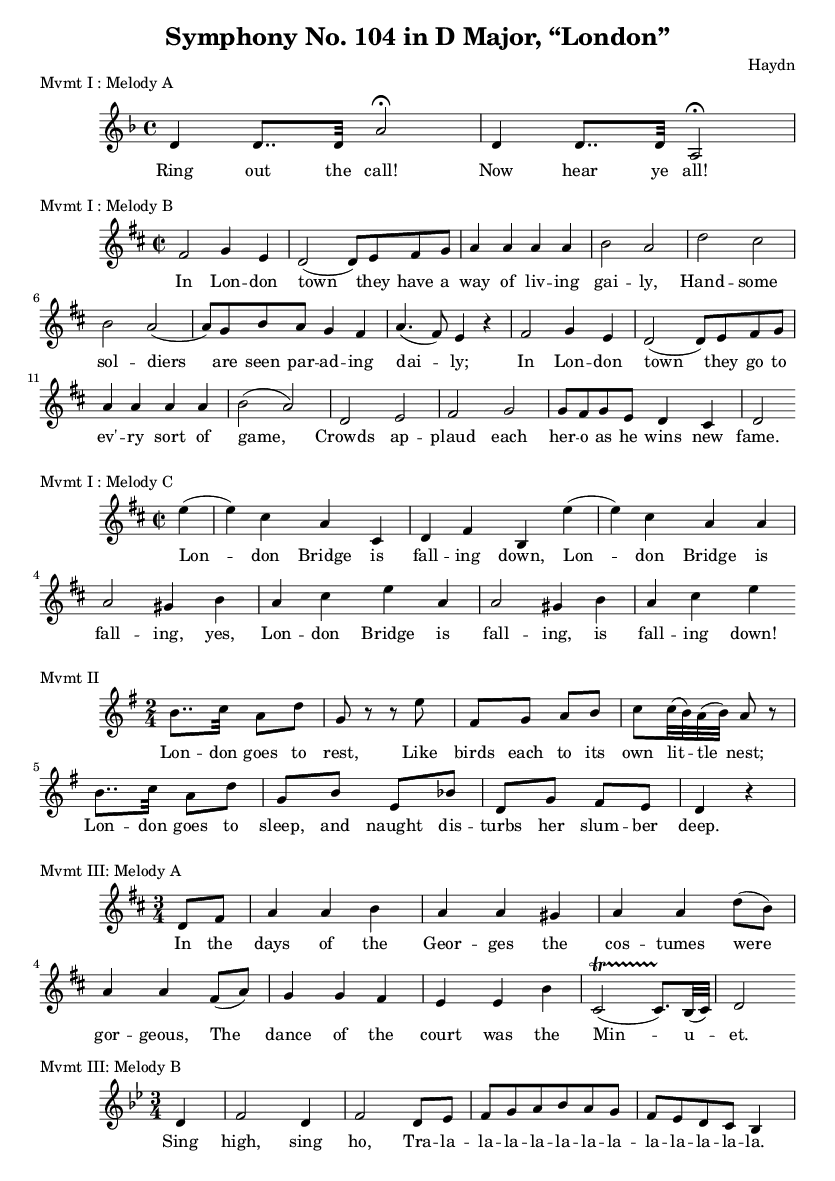 Symphony No. 104 in D Major, “London”
Haydn
Mvmt I : Melody A
Ring out the call! Now hear ye all!
Mvmt I : Melody B
In Lon -- don town they have a way of liv -- ing gai -- ly, Hand -- some
6
sol -- diers are seen par -- ad -- ing dai -- ly; In Lon -- don town they go to
11
ev'-- ry sort of game, Crowds ap -- plaud each her -- o as he wins new fame.
Mvmt I : Melody C
Lon -- don Bridge is fall -- ing down, Lon -- don Bridge is
4
fall -- ing, yes, Lon -- don Bridge is fall -- ing, is fall -- ing down!
Mvmt II
2
4
Lon -- don goes to rest, Like birds each to its own lit -- tle nest;
5
Lon -- don goes to sleep, and naught dis -- turbs her slum -- ber deep.
Mvmt III: Melody A
3
4
In the days of the Geor -- ges the cos -- tumes were
4
gor -- geous, The dance of the court was the Min -- u -- et.
Mvmt III: Melody B
3
4
Sing high, sing ho, Tra -- la -- la -- la -- la -- la -- la -- la -- la -- la -- la -- la -- la.